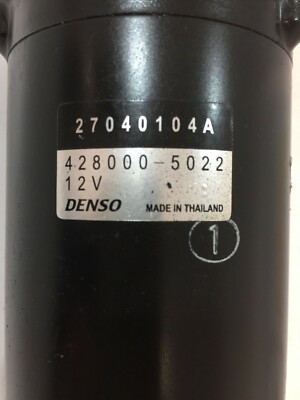 27040104A
428000-5022
12V
DENSO MADE IN THAILAND
1